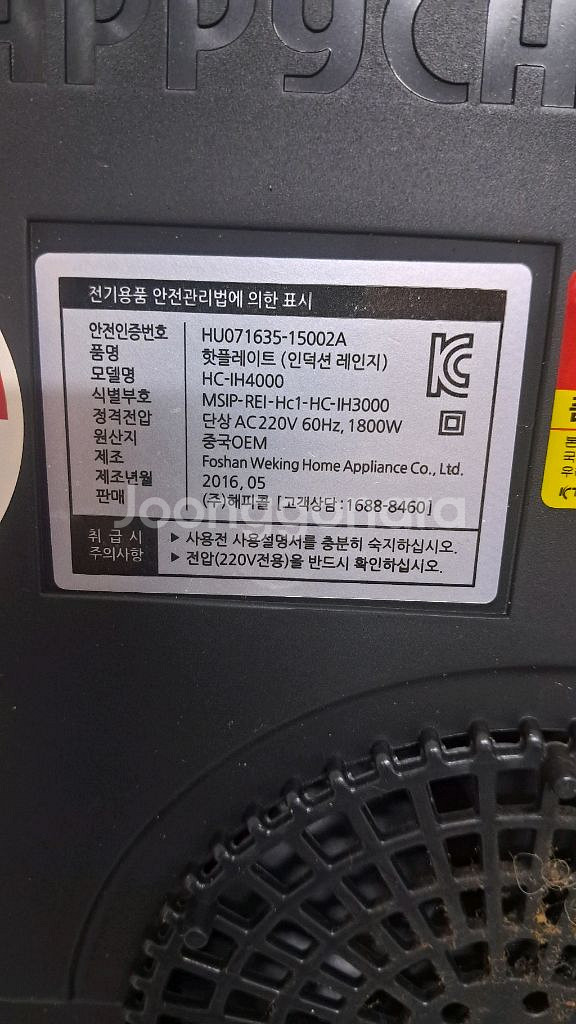 APPYCA
전기용품 안전관리법에 의한 표시
안전인증번호 HU071635-15002A
품명 핫플레이트 (인덕션 레인지)
모델명 HC-IH4000
식별부호 MSIP-REI-Hc1-HC-IH3000
정격전압 단상 AC220V 60Hz, 1800W
원산지 중국OEM
제조 Foshan Weking Home Appliance Co., Ltd.
제조년월 2016, 05
판매 (주)해피콜 [고객상담:1688-8460]
Joonggonara
취 급 시 ▶ 사용전 사용설명서를 충분히 숙지하십시오.
주의사항 ▶ 전압(220V전용)을 반드시 확인하십시오.